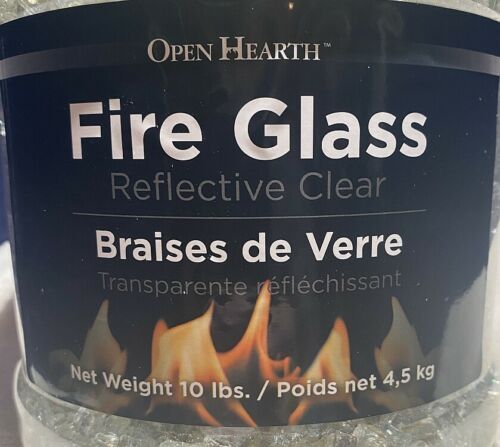 OPEN HEARTH™
Fire Glass
Reflective Clear
Braises de Verre
Transparente réfléchissant
Net Weight 10 lbs. / Poids net 4,5 kg